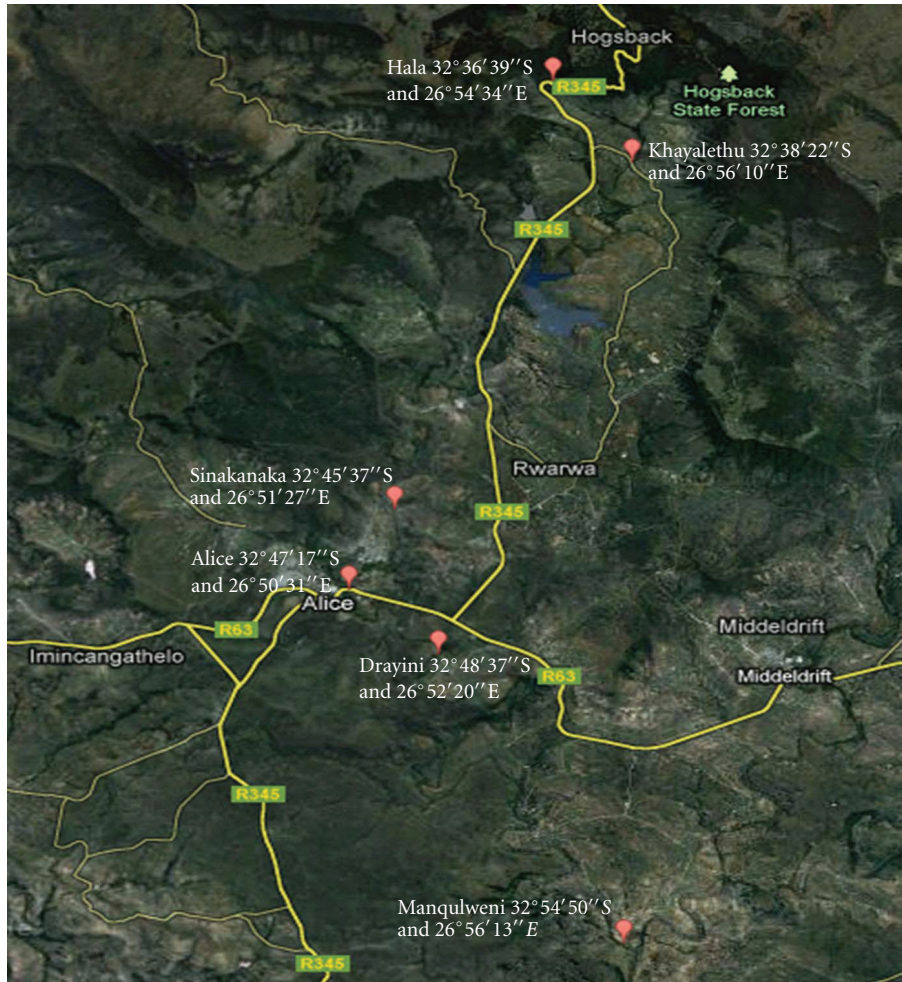 Hogsback
Hala 32°36′39′′S
and 26°54′34′′E
R345
Hogsback
State Forest
Khayalethu 32°38′22′′S
and 26°56′10′′E
R345
Rwarwa
Sinakanaka 32°45′37′′S
and 26°51′27′′E
R345
Alice 32°47′17′′S
and 26°50′31′′E
Alice
R63
Middeldrift
Imincangathelo
Drayini 32°48′37′′S
and 26°52′20′′E
R63
Middeldrift
R345
Manqulweni 32°54′50′′S
and 26°56′13′′E
R345